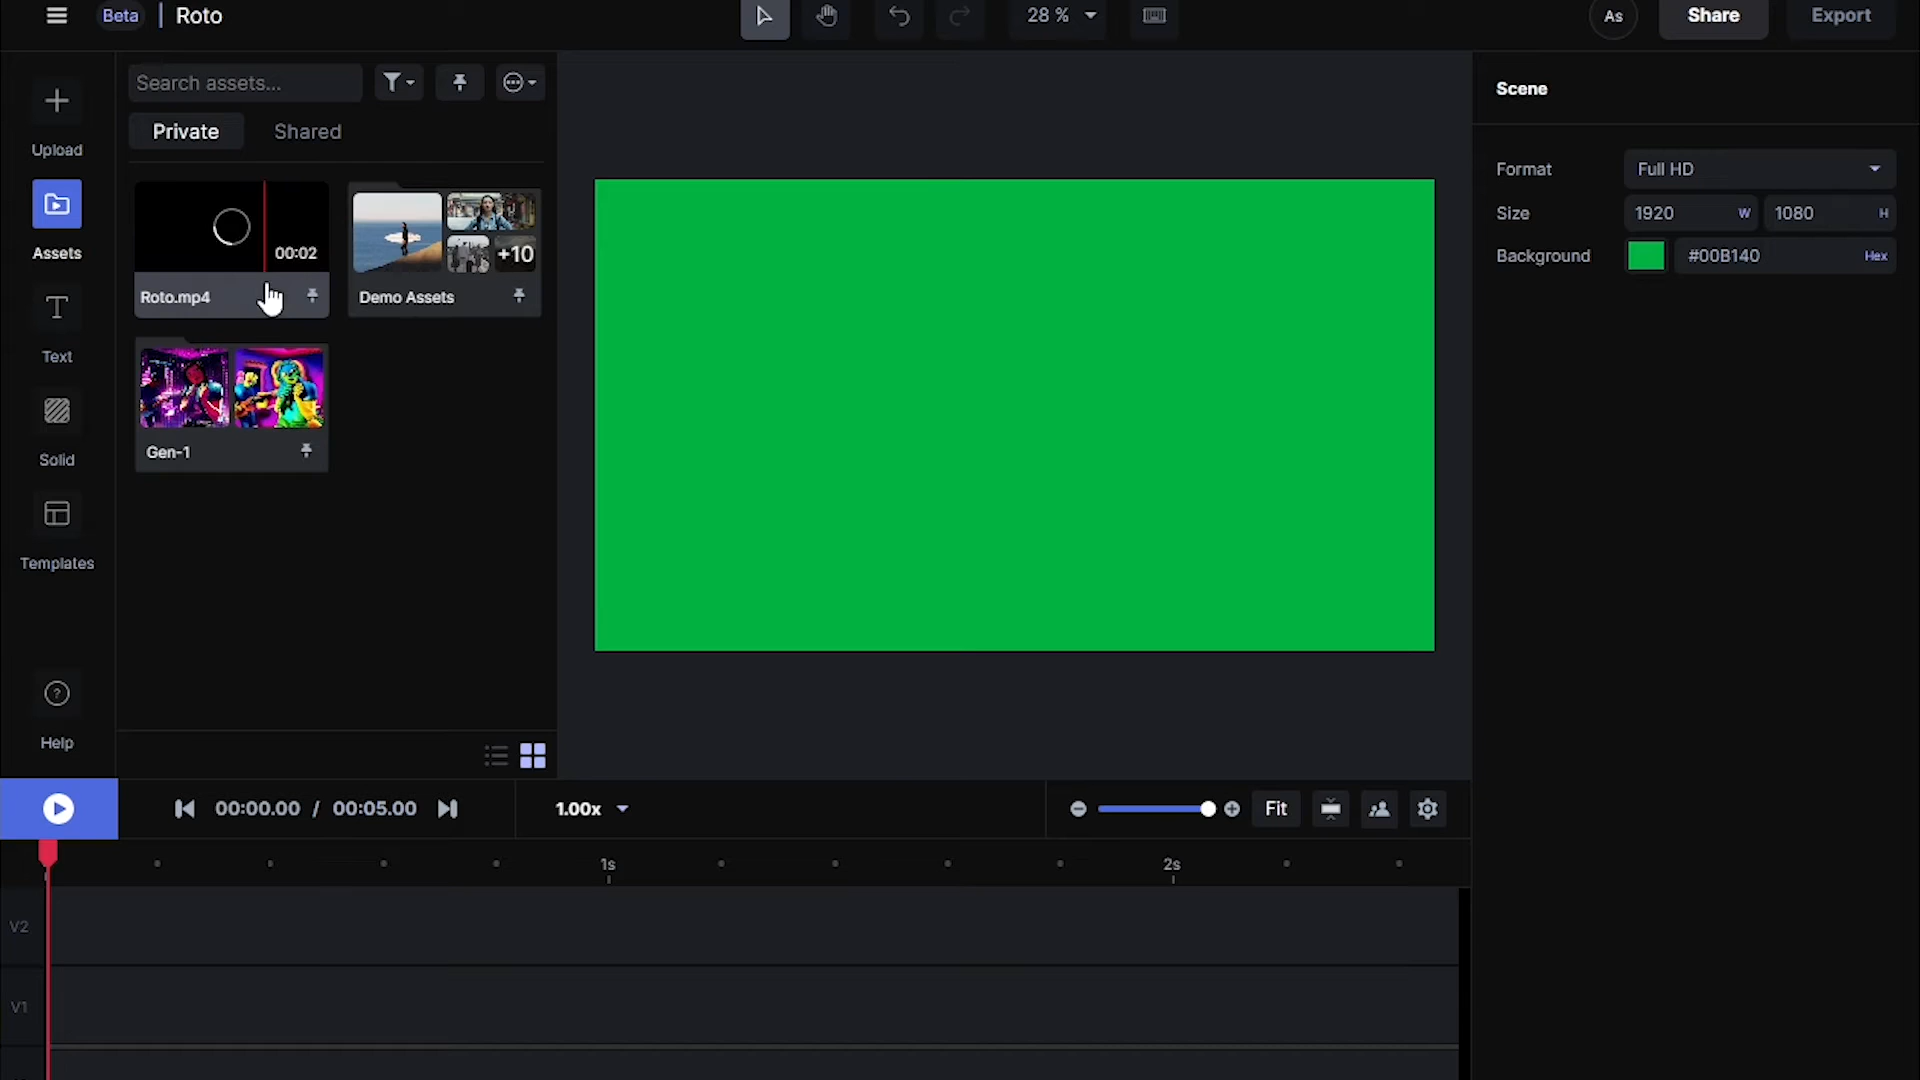 Beta | Roto
28 %
As
Share
Export
Upload
Assets
Text
Solid
Templates
Help
Search assets...
Private
Shared
00:02
Roto.mp4
+10
Demo Assets
Gen-1
Scene
Format
Full HD
Size
1920 W
1080 H
Background
#00B140 Hex
00:00.00 / 00:05.00
1.00x
Fit
1s
2s
V2
V1